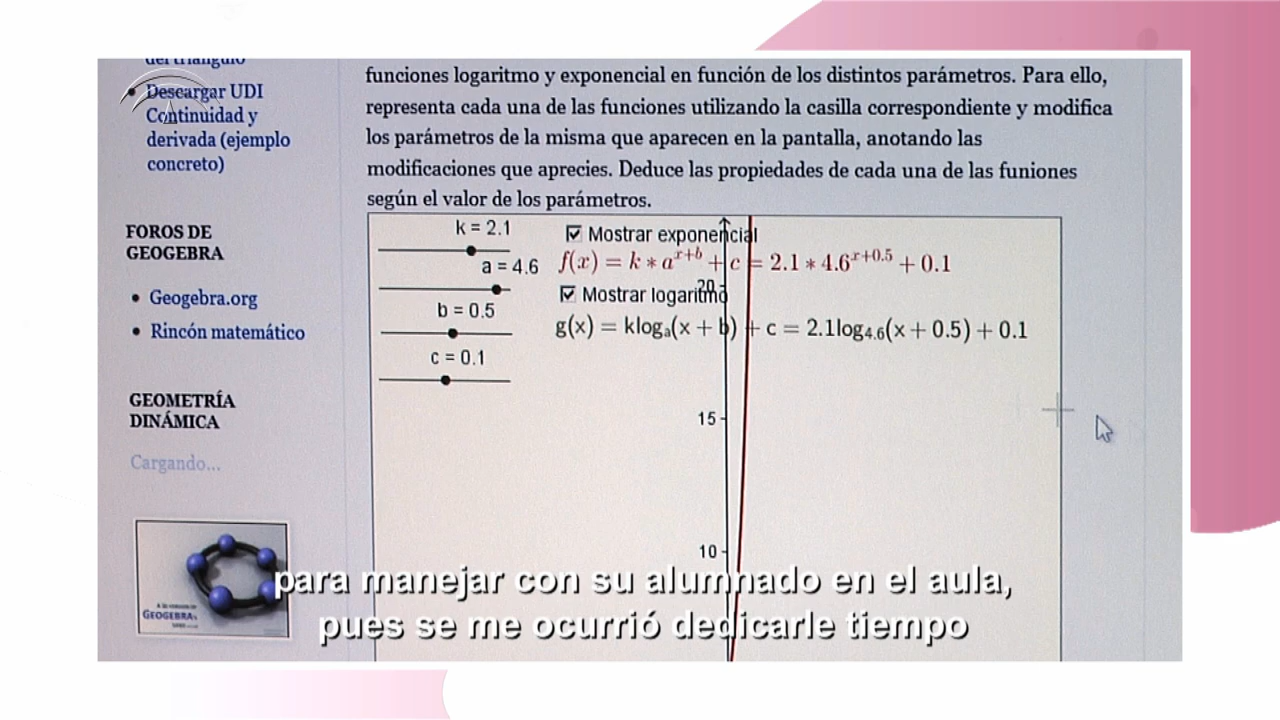 del triángulo
Descargar UDI
Continuidad y
derivada (ejemplo
concreto)
FOROS DE
GEOGEBRA
Geogebra.org
Rincón matemático
GEOMETRÍA
DINÁMICA
Cargando...
GEOGEBRA
funciones logaritmo y exponencial en función de los distintos parámetros. Para ello,
representa cada una de las funciones utilizando la casilla correspondiente y modifica
los parámetros de la misma que aparecen en la pantalla, anotando las
modificaciones que aprecies. Deduce las propiedades de cada una de las funiones
según el valor de los parámetros.
k = 2.1
a = 4.6
b = 0.5
c = 0.1
Mostrar exponencial
f(x) = k * a^{x+b} + c = 2.1 * 4.6^{x+0.5} + 0.1
20
Mostrar logaritmo
g(x) = klogₐ(x + b) + c = 2.1log₄.₆(x + 0.5) + 0.1
15
10
para manejar con su alumnado en el aula,
pues se me ocurrió dedicarle tiempo